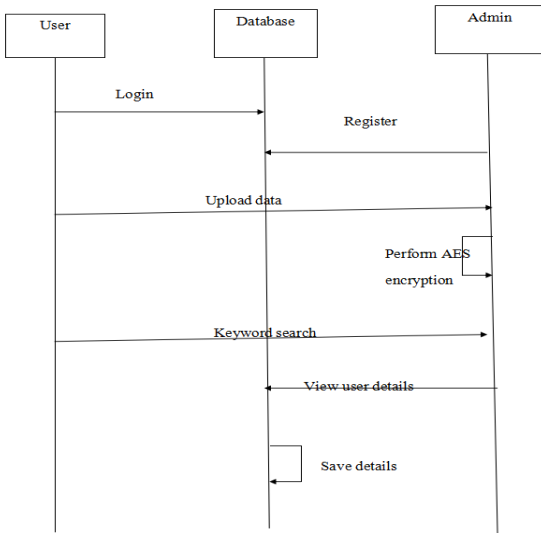 User
Database
Admin
Login
Register
Upload data
Perform AES
encryption
Keyword search
View user details
Save details